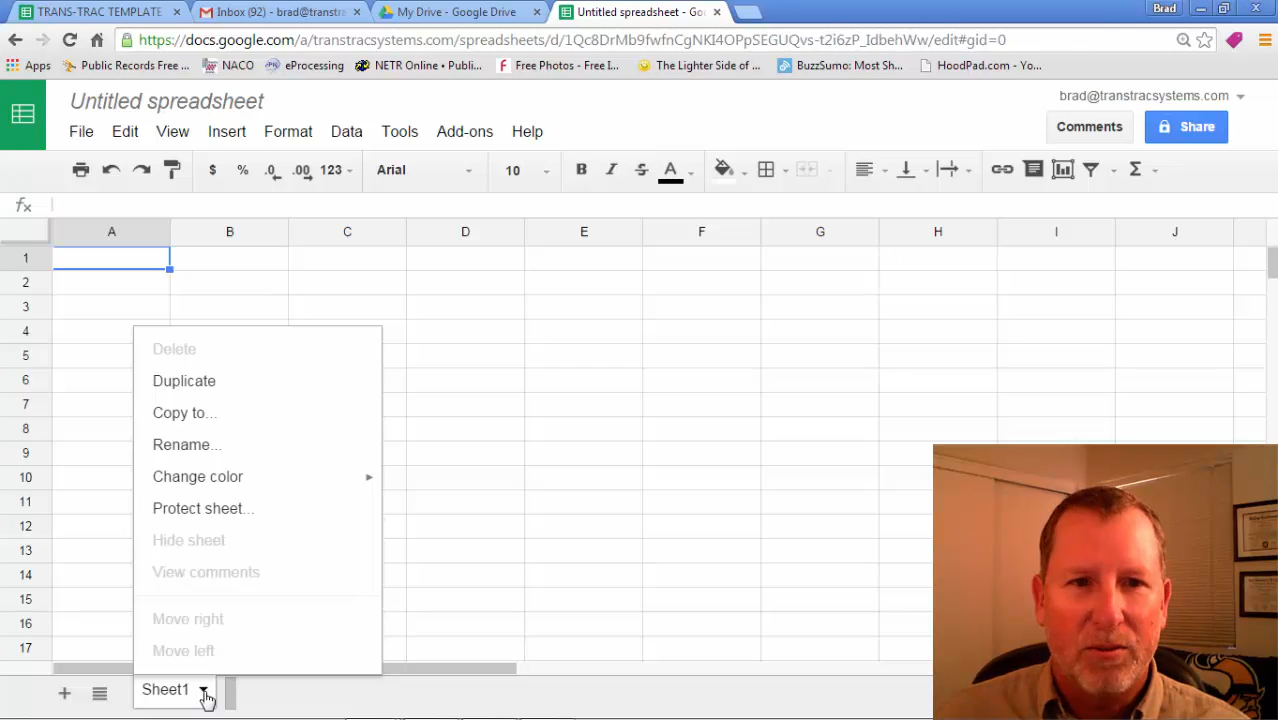 TRANS-TRAC TEMPLATE
Inbox (92) - brad@transtra
My Drive - Google Drive
Untitled spreadsheet - Go
Brad
https://docs.google.com/a/transtracsystems.com/spreadsheets/d/1Qc8DrMb9fwfnCgNKI4OPpSEGUQvs-t2i6zP_IdbehWw/edit#gid=0
Apps Public Records Free ... NACO eProcessing NETR Online - Publi... Free Photos - Free I... The Lighter Side of ... BuzzSumo: Most Sh... HoodPad.com - Yo...
Untitled spreadsheet
brad@transtracsystems.com
File Edit View Insert Format Data Tools Add-ons Help
Comments Share
$ % .0 .00 123 Arial 10 B I S A Σ
fx
A B C D E F G H I J
1
2
3
4
5
6
7
8
9
10
11
12
13
14
15
16
17
Delete
Duplicate
Copy to...
Rename...
Change color
Protect sheet...
Hide sheet
View comments
Move right
Move left
Sheet1